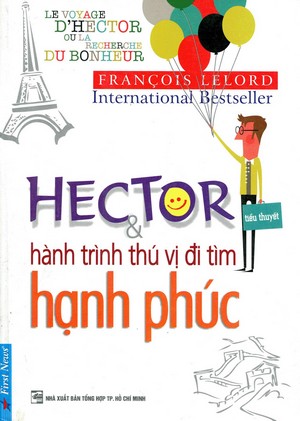 LE VOYAGE
D'HECTOR
OU LA
RECHERCHE
DU BONHEUR
FRANÇOIS LELORD
International Bestseller
HECTOR
tiểu thuyết
&
hành trình thú vị đi tìm
hạnh phúc
First News
NHÀ XUẤT BẢN TỔNG HỢP TP. HỒ CHÍ MINH